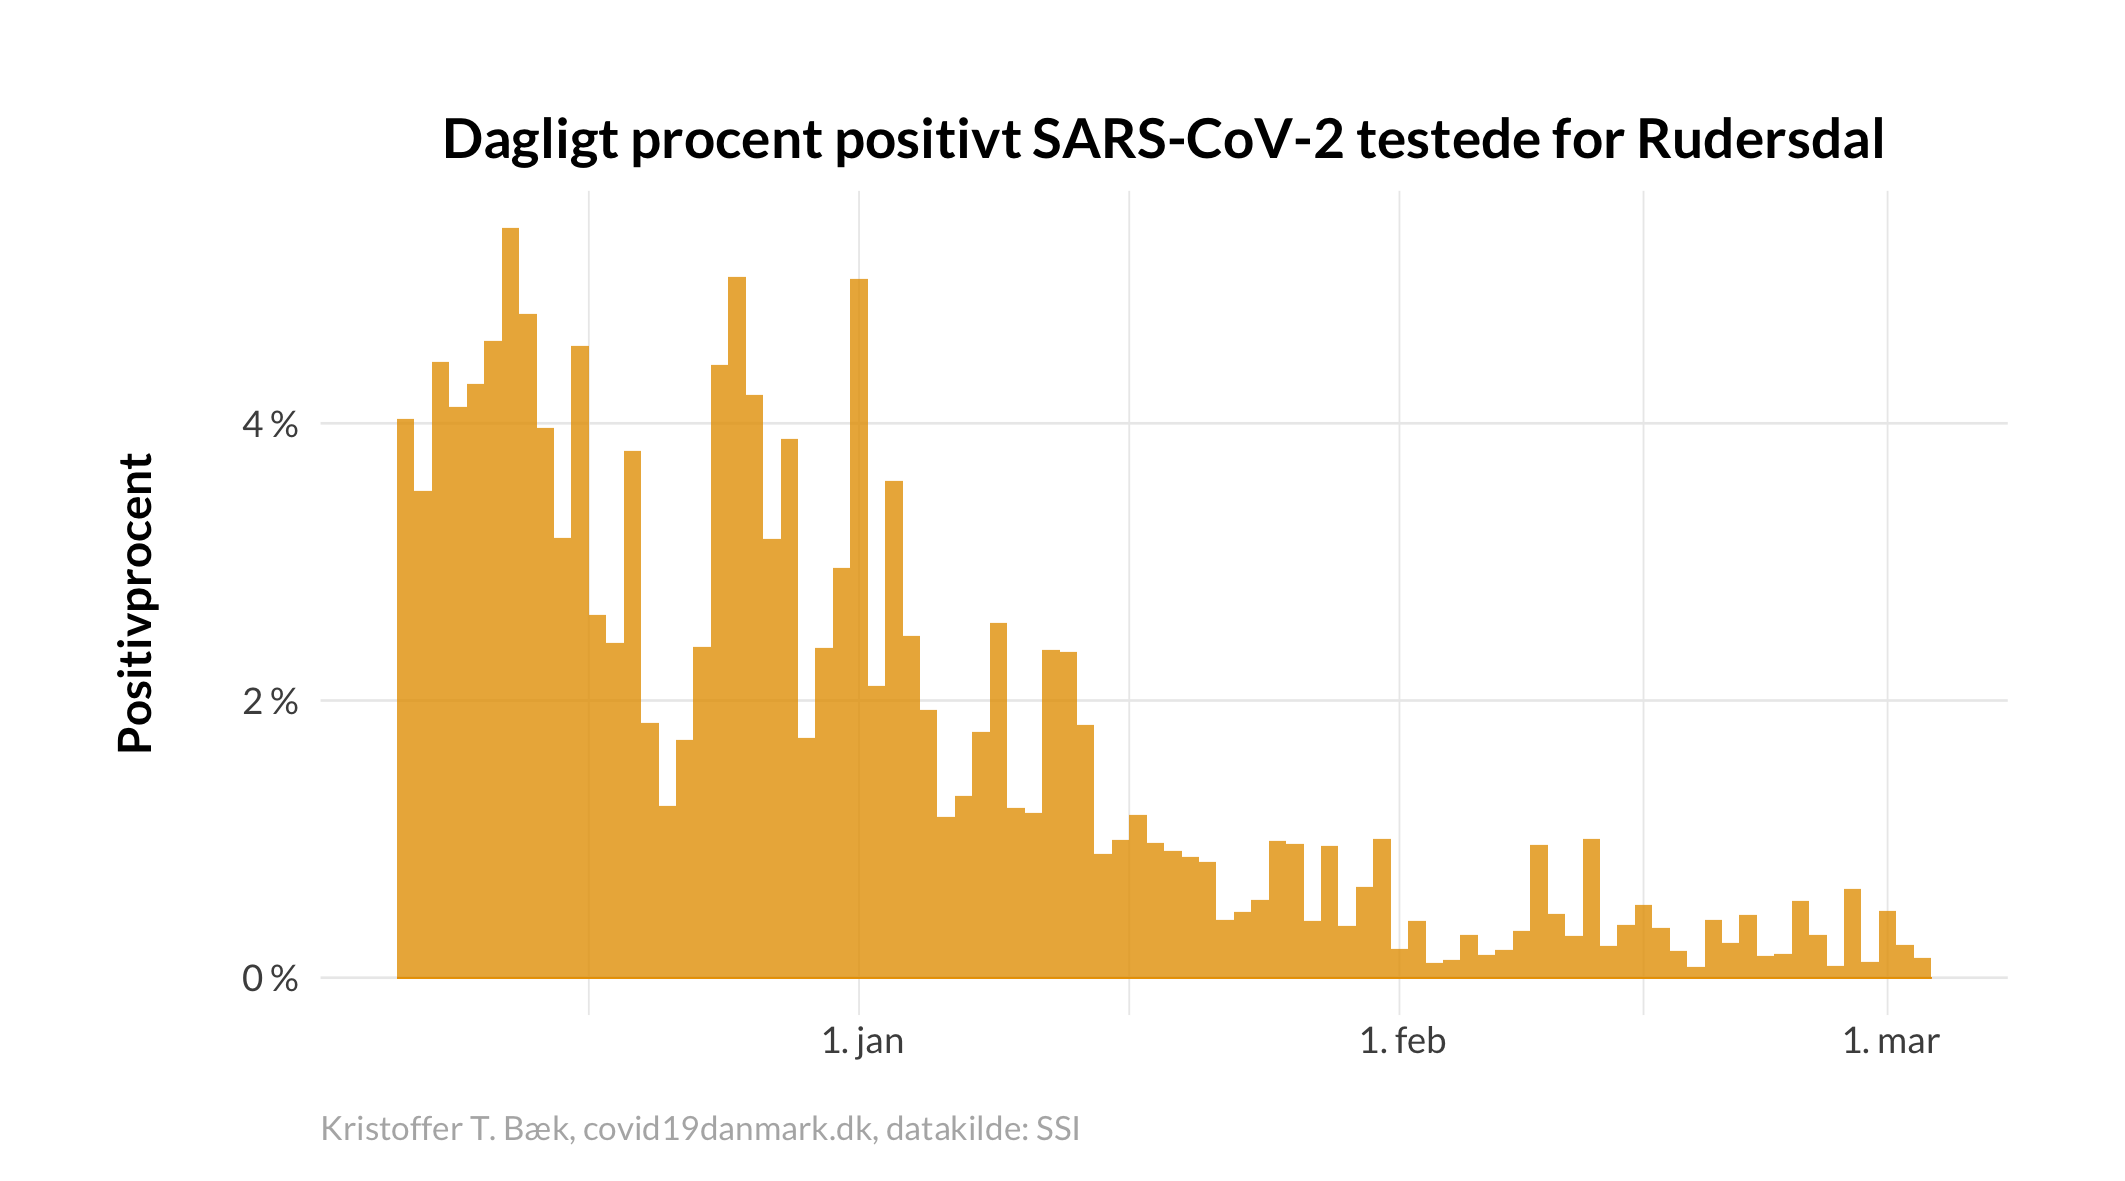 Dagligt procent positivt SARS-CoV-2 testede for Rudersdal
Positivprocent
4 %
2 %
0 %
1. jan
1. feb
1. mar
Kristoffer T. Bæk, covid19danmark.dk, datakilde: SSI